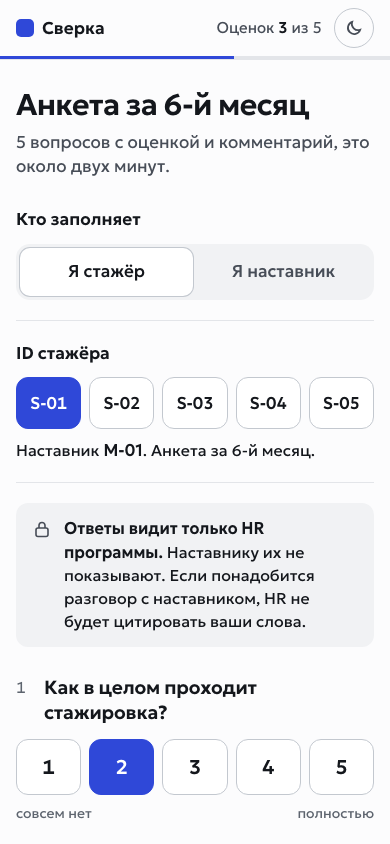 Сверка
Оценок 3 из 5
Анкета за 6-й месяц
5 вопросов с оценкой и комментарий, это
около двух минут.
Кто заполняет
Я стажёр
Я наставник
ID стажёра
S-01
S-02
S-03
S-04
S-05
Наставник M-01. Анкета за 6-й месяц.
Ответы видит только HR
программы. Наставнику их не
показывают. Если понадобится
разговор с наставником, HR не
будет цитировать ваши слова.
1 Как в целом проходит
стажировка?
1
2
3
4
5
совсем нет
полностью